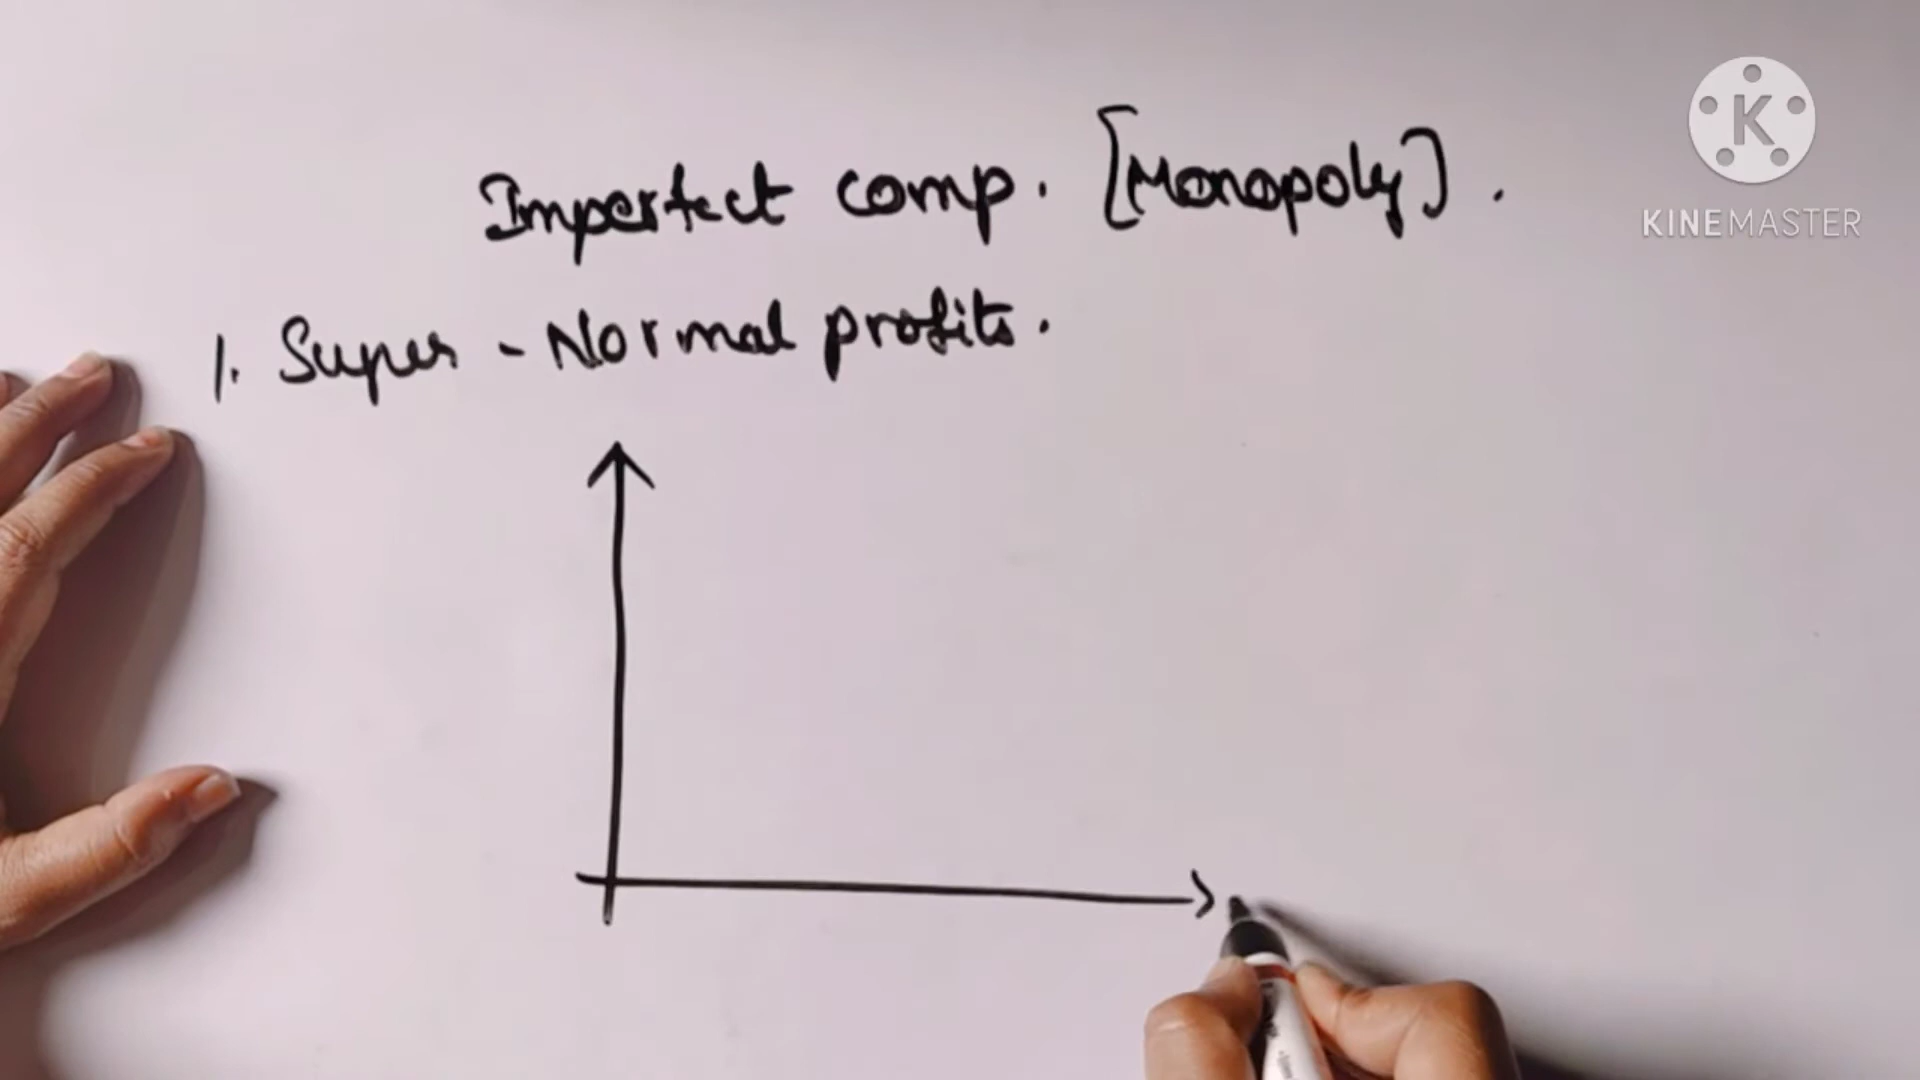 Imperfect comp. [Monopoly].
1. Super - Normal profits.
K
KINEMASTER